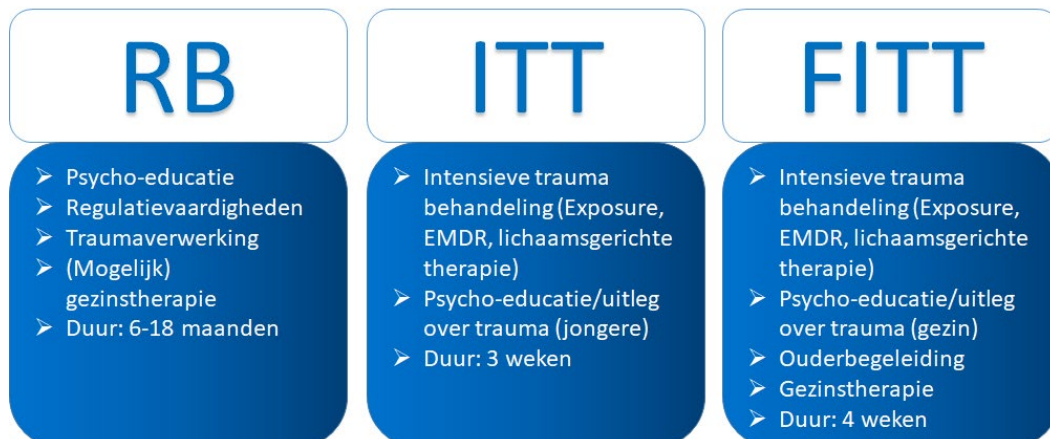 RB
Psycho-educatie
Regulatievaardigheden
Traumaverwerking
(Mogelijk)
gezinstherapie
Duur: 6-18 maanden
ITT
Intensieve trauma
behandeling (Exposure,
EMDR, lichaamsgerichte
therapie)
Psycho-educatie/uitleg
over trauma (jongere)
Duur: 3 weken
FITT
Intensieve trauma
behandeling (Exposure,
EMDR, lichaamsgerichte
therapie)
Psycho-educatie/uitleg
over trauma (gezin)
Ouderbegeleiding
Gezinstherapie
Duur: 4 weken